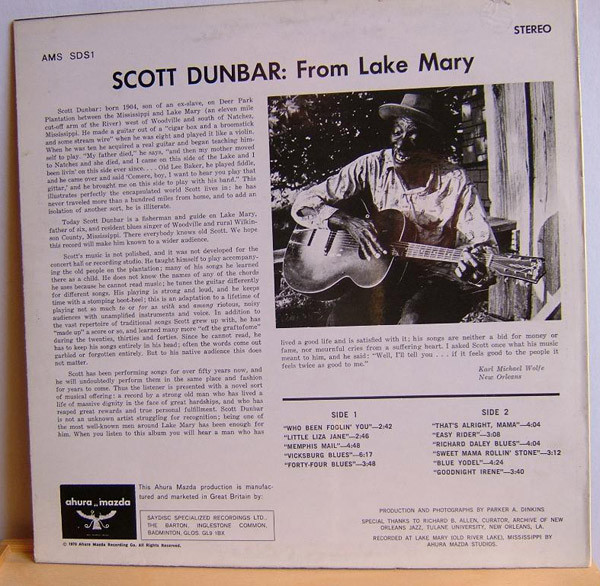 AMS SDS1
STEREO
SCOTT DUNBAR: From Lake Mary
Scott Dunbar: born 1904, son of an ex-slave, on Deer Park
Plantation between the Mississippi and Lake Mary (an eleven mile
cut-off arm of the River) west of Woodville and south of Natchez,
Mississippi. He made a guitar out of a "cigar box and a broomstick
and some stream wire" when he was eight and played it like a violin.
When he was ten he acquired a real guitar and began teaching him-
self to play. "My father died," he says, "and then my mother moved
to Natchez and she died, and I came on this side of the Lake and I
been livin' on this side ever since. . . . Old Lee Baker, he played fiddle,
and he came over and said 'Comere, boy, I want to hear you play that
gittar,' and he brought me on this side to play with his band." This
illustrates perfectly the encapsulated world Scott lives in: he has
never traveled more than a hundred miles from home, and to add an
isolation of another sort, he is illiterate.
Today Scott Dunbar is a fisherman and guide on Lake Mary,
father of six, and resident blues singer of Woodville and rural Wilkin-
son County, Mississippi. There everybody knows old Scott. We hope
this record will make him known to a wider audience.
Scott's music is not polished, and it was not developed for the
concert hall or recording studio. He taught himself to play accompany-
ing the old people on the plantation; many of his songs he learned
there as a child. He does not know the names of any of the chords
he uses because he cannot read music; he tunes the guitar differently
for different songs. His playing is strong and loud, and he keeps
time with a stomping boot-heel; this is an adaptation to a lifetime of
playing not so much to or for as with and among riotous, noisy
audiences with unamplified instruments and voice. In addition to
the vast repertoire of traditional songs Scott grew up with, he has
"made up" a score or so, and learned many more "off the graftofome"
during the twenties, thirties and forties. Since he cannot read, he
has to keep his songs entirely in his head; often the words come out
garbled or forgotten entirely. But to his native audience this does
not matter.
Scott has been performing songs for over fifty years now, and
he will undoubtedly perform them in the same place and fashion
for years to come. Thus the listener is presented with a novel sort
of musical offering: a record by a strong old man who has lived a
life of massive dignity in the face of great hardships, and who has
reaped great rewards and true personal fulfillment. Scott Dunbar
is not an unknown artist struggling for recognition; being one of
the most well-known men around Lake Mary has been enough for
him. When you listen to this album you will hear a man who has
lived a good life and is satisfied with it; his songs are neither a bid for money or
fame, nor mournful cries from a suffering heart. I asked Scott once what his music
meant to him, and he said: "Well, I'll tell you . . . if it feels good to the people it
feels twice as good to me."
Karl Michael Wolfe
New Orleans
SIDE 1
"WHO BEEN FOOLIN' YOU"—2:42
"LITTLE LIZA JANE"—2:46
"MEMPHIS MAIL"—4:48
"VICKSBURG BLUES"—6:17
"FORTY-FOUR BLUES"—3:48
SIDE 2
"THAT'S ALRIGHT, MAMA"—4:04
"EASY RIDER"—3:08
"RICHARD DALEY BLUES"—4:04
"SWEET MAMA ROLLIN' STONE"—3:12
"BLUE YODEL"—4:24
"GOODNIGHT IRENE"—3:40
ahura mazda
This Ahura Mazda production is manufac-
tured and marketed in Great Britain by:
SAYDISC SPECIALIZED RECORDINGS LTD.,
THE BARTON, INGLESTONE COMMON,
BADMINTON, GLOS. GL9 1BX
© 1970 Ahura Mazda Recording Co. All Rights Reserved.
PRODUCTION AND PHOTOGRAPHS BY PARKER A. DINKINS
SPECIAL THANKS TO RICHARD B. ALLEN, CURATOR, ARCHIVE OF NEW
ORLEANS JAZZ, TULANE UNIVERSITY, NEW ORLEANS, LA.
RECORDED AT LAKE MARY (OLD RIVER LAKE), MISSISSIPPI BY
AHURA MAZDA STUDIOS.